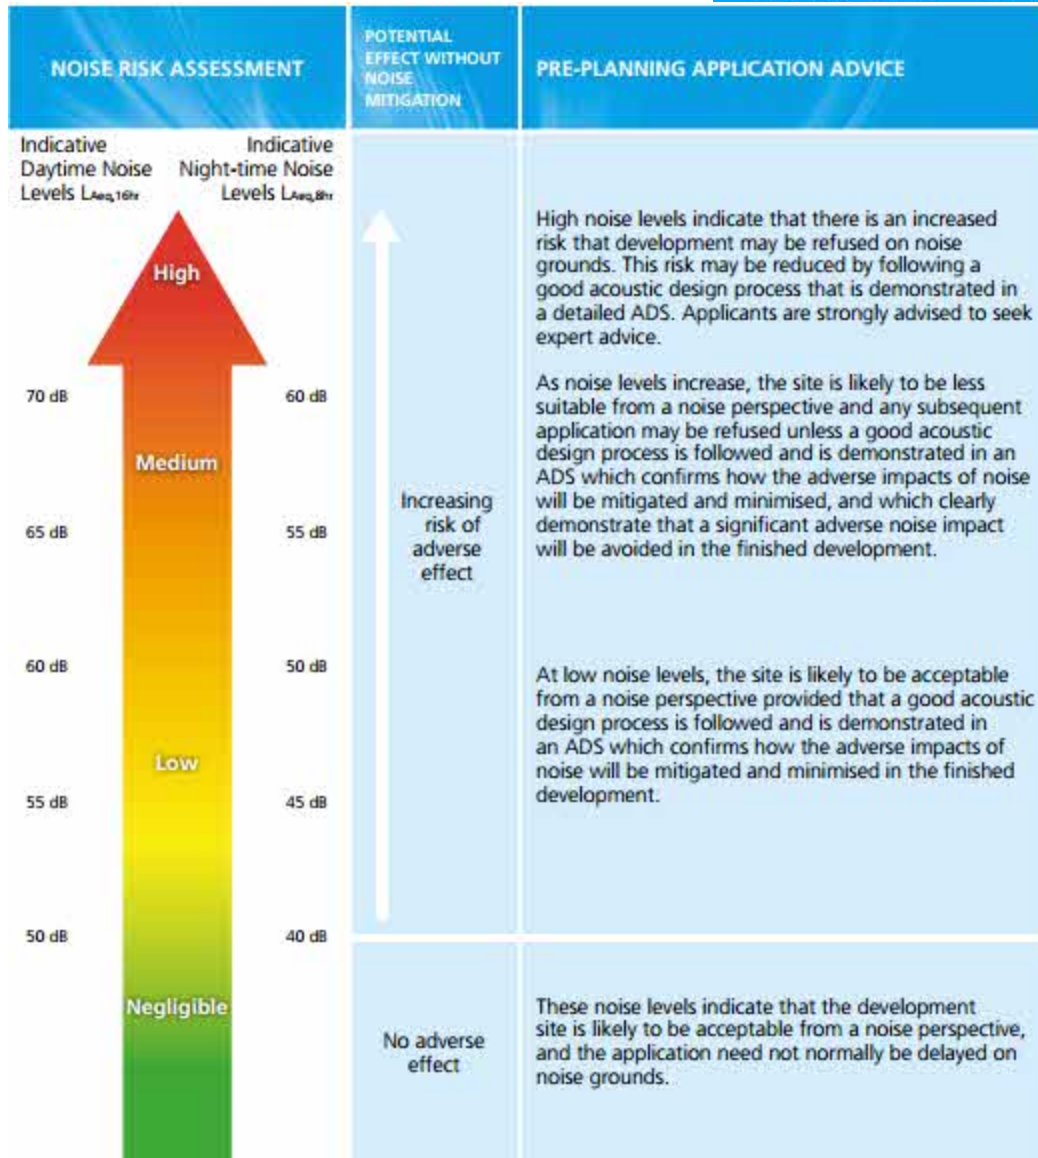 NOISE RISK ASSESSMENT
POTENTIAL
EFFECT WITHOUT
NOISE
MITIGATION
PRE-PLANNING APPLICATION ADVICE
Indicative
Daytime Noise
Levels LAeq,16hr
Indicative
Night-time Noise
Levels LAeq,8hr
High
70 dB
60 dB
Medium
65 dB
55 dB
60 dB
50 dB
Low
55 dB
45 dB
50 dB
40 dB
Negligible
Increasing
risk of
adverse
effect
No adverse
effect
High noise levels indicate that there is an increased
risk that development may be refused on noise
grounds. This risk may be reduced by following a
good acoustic design process that is demonstrated in
a detailed ADS. Applicants are strongly advised to seek
expert advice.
As noise levels increase, the site is likely to be less
suitable from a noise perspective and any subsequent
application may be refused unless a good acoustic
design process is followed and is demonstrated in an
ADS which confirms how the adverse impacts of noise
will be mitigated and minimised, and which clearly
demonstrate that a significant adverse noise impact
will be avoided in the finished development.
At low noise levels, the site is likely to be acceptable
from a noise perspective provided that a good acoustic
design process is followed and is demonstrated in
an ADS which confirms how the adverse impacts of
noise will be mitigated and minimised in the finished
development.
These noise levels indicate that the development
site is likely to be acceptable from a noise perspective,
and the application need not normally be delayed on
noise grounds.